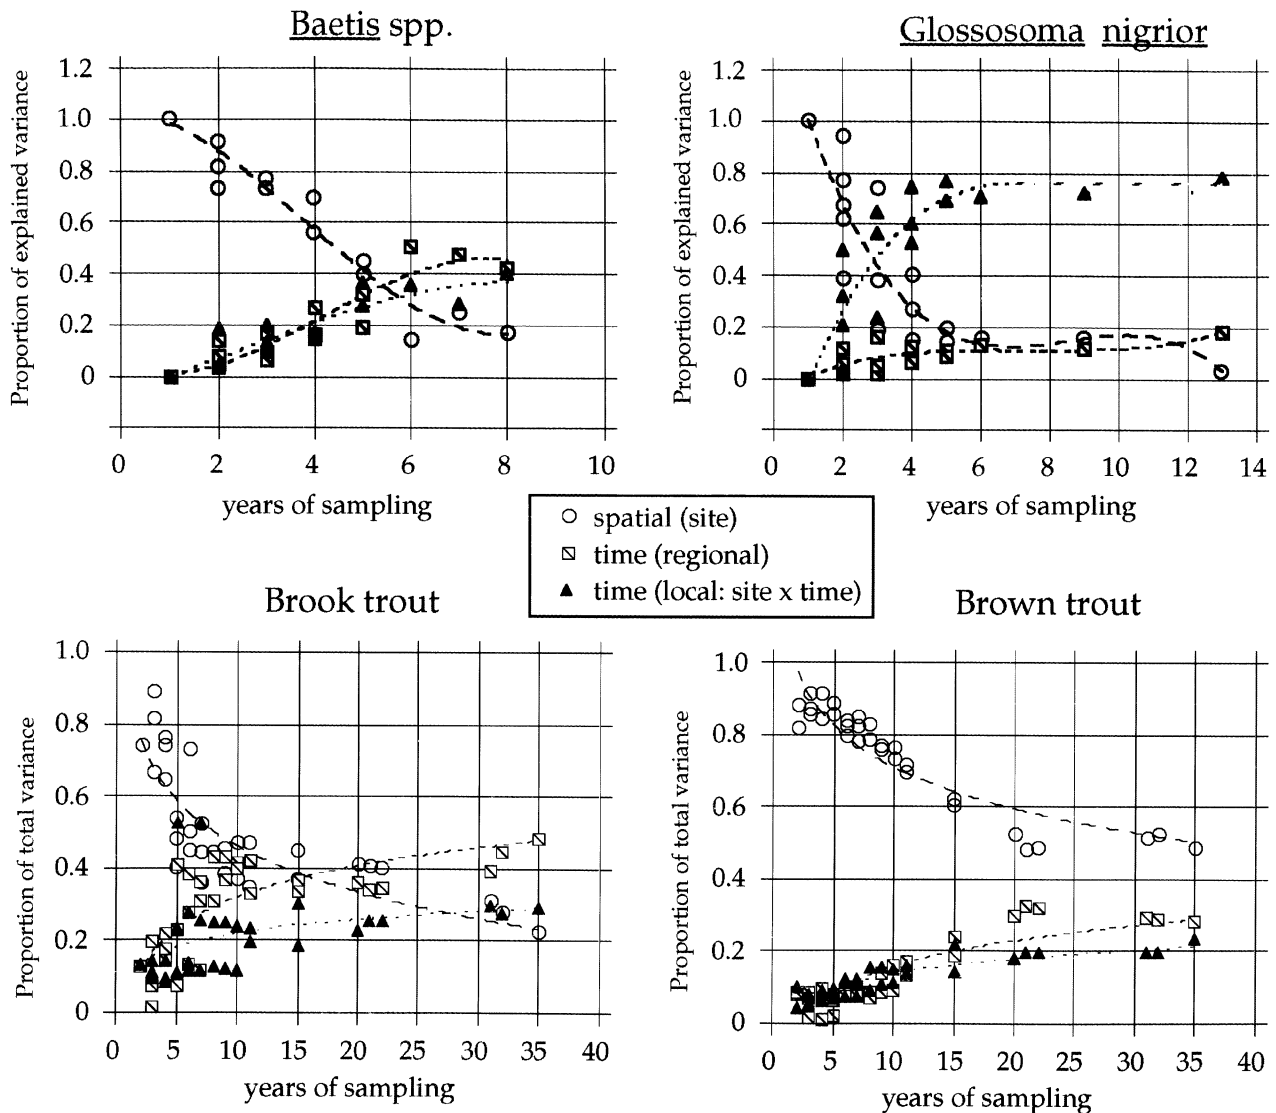 Baetis spp.
Proportion of explained variance
1.2
1.0
0.8
0.6
0.4
0.2
0
0 2 4 6 8 10
years of sampling
Glossosoma nigrior
Proportion of explained variance
1.2
1.0
0.8
0.6
0.4
0.2
0
0 2 4 6 8 10 12 14
years of sampling
spatial (site)
time (regional)
time (local: site x time)
Brook trout
Proportion of total variance
1.0
0.8
0.6
0.4
0.2
0
0 5 10 15 20 25 30 35 40
years of sampling
Brown trout
Proportion of total variance
1.0
0.8
0.6
0.4
0.2
0
0 5 10 15 20 25 30 35 40
years of sampling